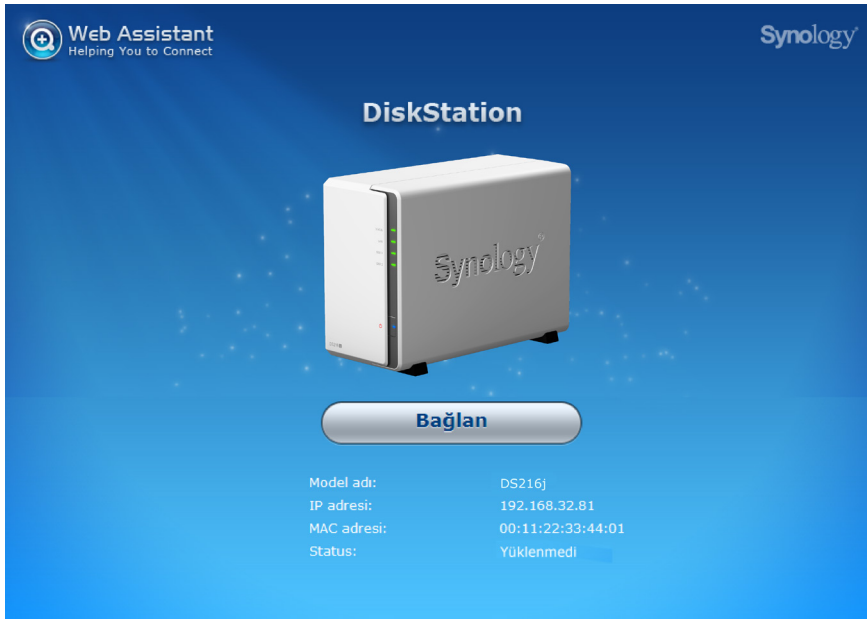 Web Assistant
Helping You to Connect
Synology
DiskStation
Synology
Bağlan
Model adı: DS216j
IP adresi: 192.168.32.81
MAC adresi: 00:11:22:33:44:01
Status: Yüklenmedi